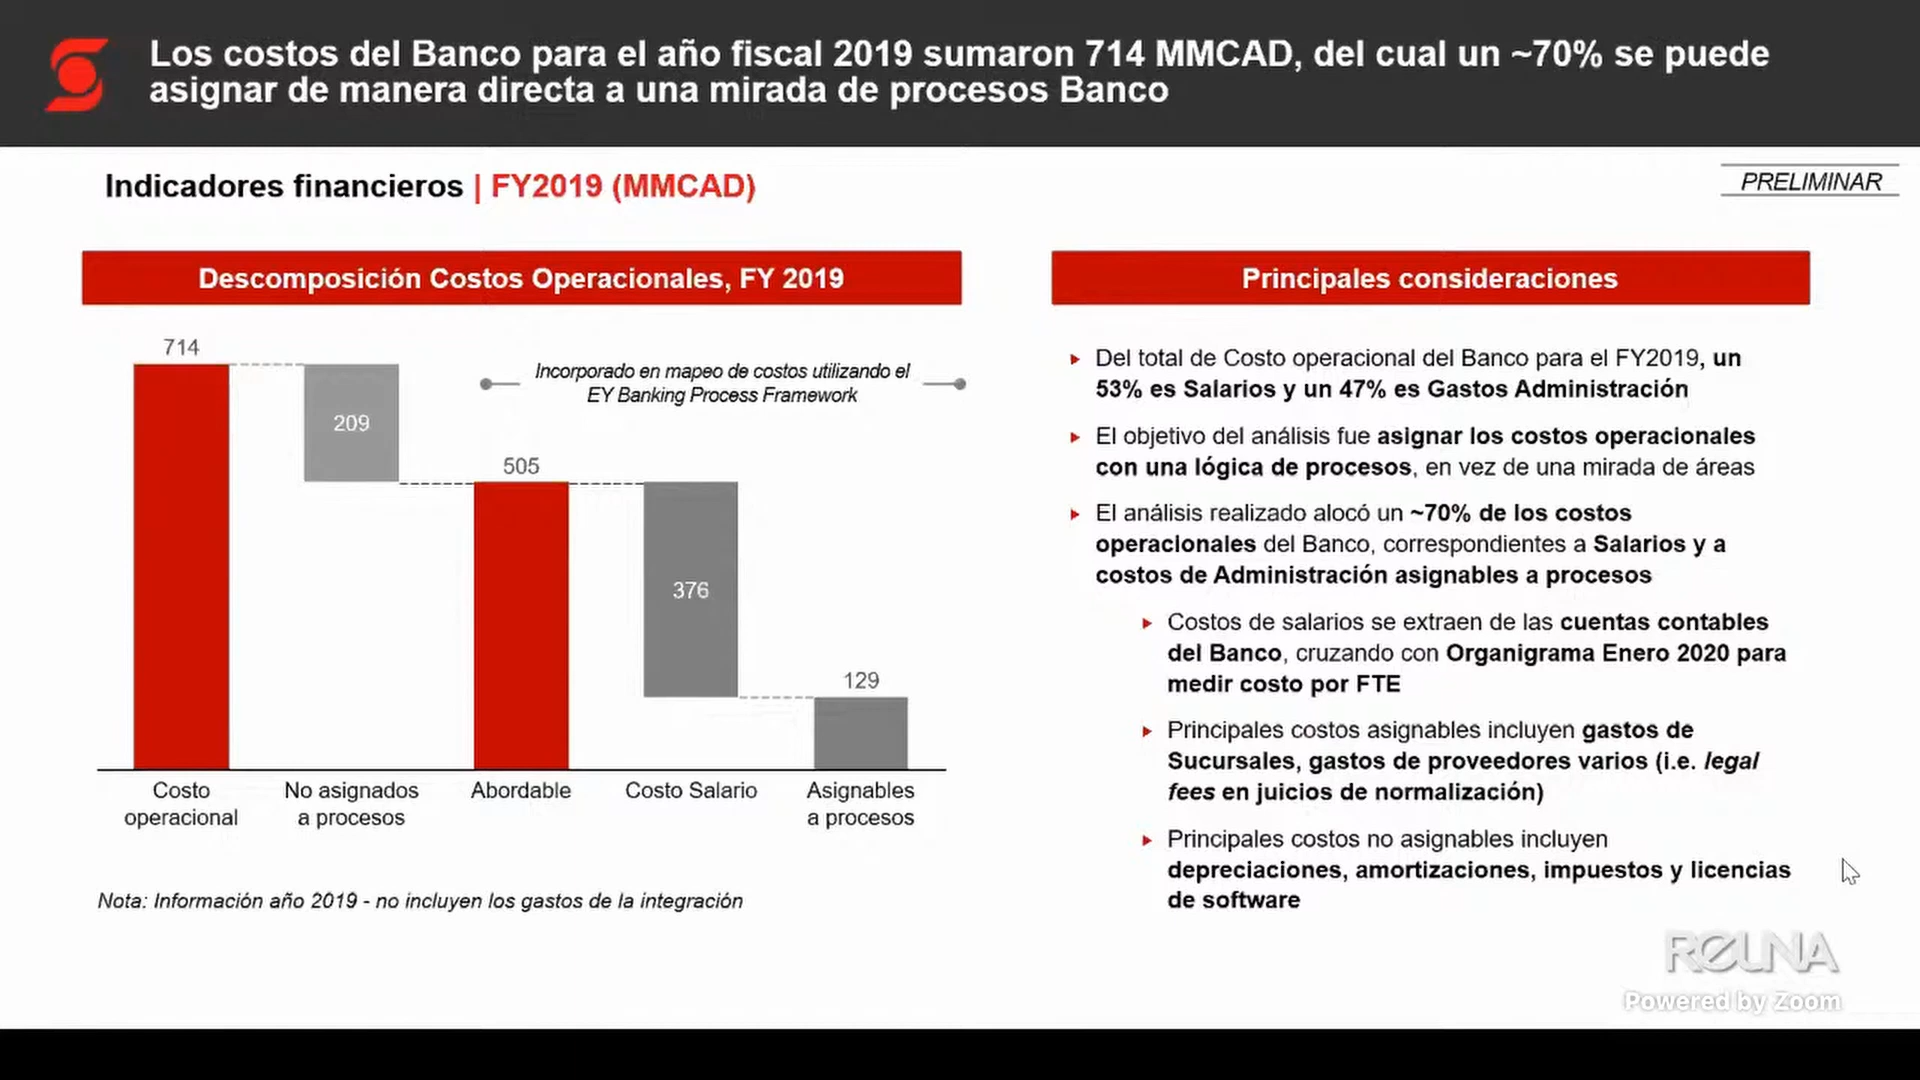 Los costos del Banco para el año fiscal 2019 sumaron 714 MMCAD, del cual un ~70% se puede
asignar de manera directa a una mirada de procesos Banco
Indicadores financieros | FY2019 (MMCAD)
PRELIMINAR
Descomposición Costos Operacionales, FY 2019
714
209
505
376
129
Incorporado en mapeo de costos utilizando el
EY Banking Process Framework
Costo
operacional
No asignados
a procesos
Abordable
Costo Salario
Asignables
a procesos
Nota: Información año 2019 - no incluyen los gastos de la integración
Principales consideraciones
Del total de Costo operacional del Banco para el FY2019, un
53% es Salarios y un 47% es Gastos Administración
El objetivo del análisis fue asignar los costos operacionales
con una lógica de procesos, en vez de una mirada de áreas
El análisis realizado alocó un ~70% de los costos
operacionales del Banco, correspondientes a Salarios y a
costos de Administración asignables a procesos
Costos de salarios se extraen de las cuentas contables
del Banco, cruzando con Organigrama Enero 2020 para
medir costo por FTE
Principales costos asignables incluyen gastos de
Sucursales, gastos de proveedores varios (i.e. legal
fees en juicios de normalización)
Principales costos no asignables incluyen
depreciaciones, amortizaciones, impuestos y licencias
de software
REUNA
Powered by Zoom